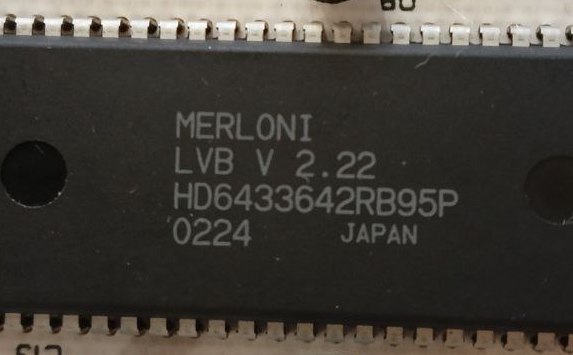 MERLONI
LVB V 2.22
HD6433642RB95P
0224 JAPAN